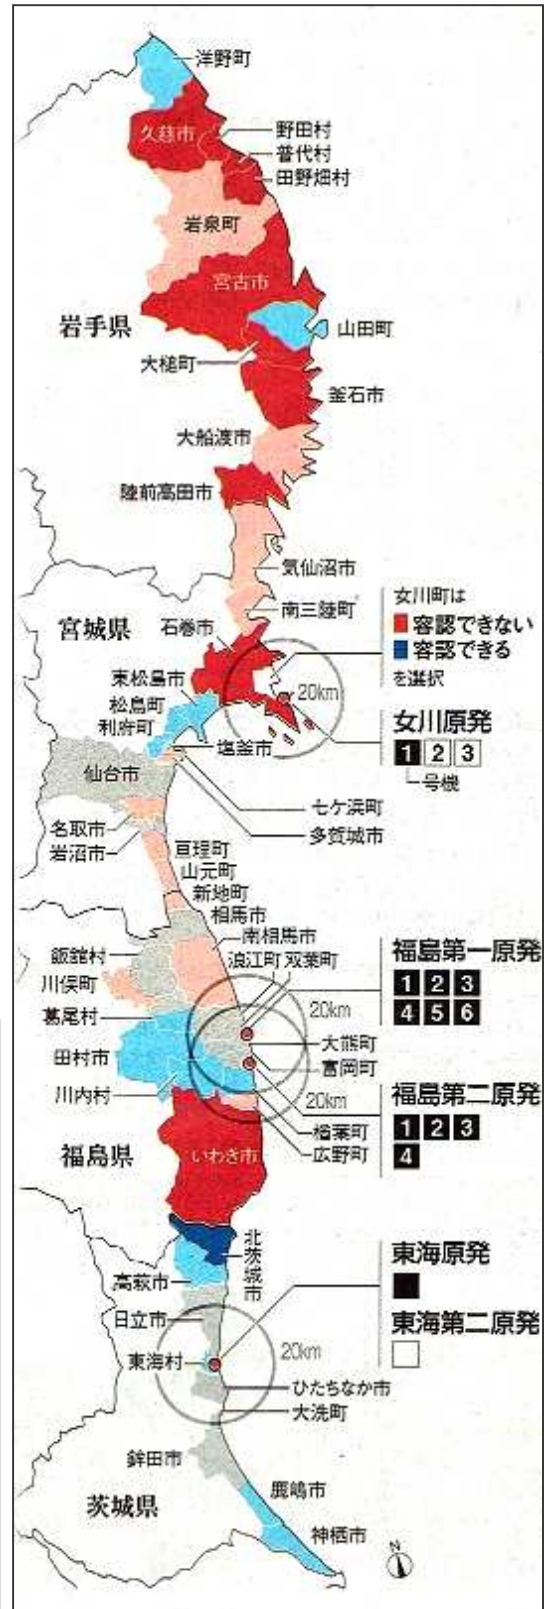 洋野町
久慈市
野田村
普代村
田野畑村
岩泉町
宮古市
岩手県
山田町
大槌町
釜石市
大船渡市
陸前高田市
気仙沼市
南三陸町
宮城県
石巻市
女川町は
容認できない
容認できる
を選択
東松島市
松島町
利府町
20km
女川原発
1 2 3
号機
塩釜市
仙台市
七ケ浜町
多賀城市
名取市
岩沼市
亘理町
山元町
新地町
相馬市
南相馬市
飯館村
浪江町
双葉町
川俣町
葛尾村
20km
福島第一原発
1 2 3
4 5 6
大熊町
富岡町
田村市
川内村
20km
福島第二原発
1 2 3
4
楢葉町
広野町
福島県
いわき市
北茨城市
高萩市
東海原発
日立市
東海第二原発
東海村
20km
ひたちなか市
大洗町
鉾田市
茨城県
鹿嶋市
神栖市
N